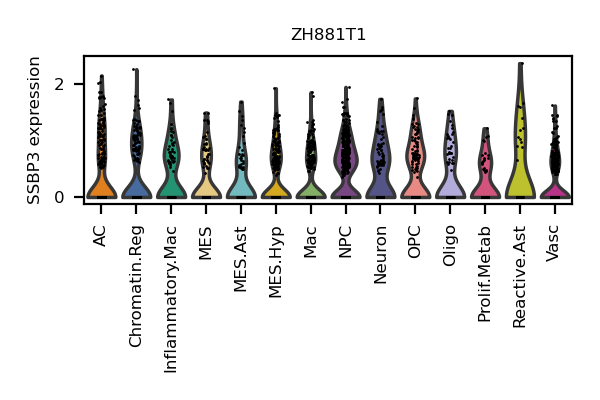 ZH881T1
SSBP3 expression
2
0
AC
Chromatin.Reg
Inflammatory.Mac
MES
MES.Ast
MES.Hyp
Mac
NPC
Neuron
OPC
Oligo
Prolif.Metab
Reactive.Ast
Vasc